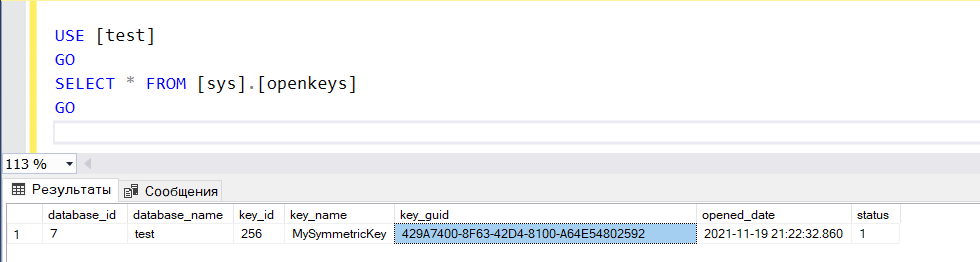 USE [test]
GO
SELECT * FROM [sys].[openkeys]
GO
113 %
Результаты Сообщения
database_id database_name key_id key_name key_guid opened_date status
1 7 test 256 MySymmetricKey 429A7400-8F63-42D4-8100-A64E54802592 2021-11-19 21:22:32.860 1